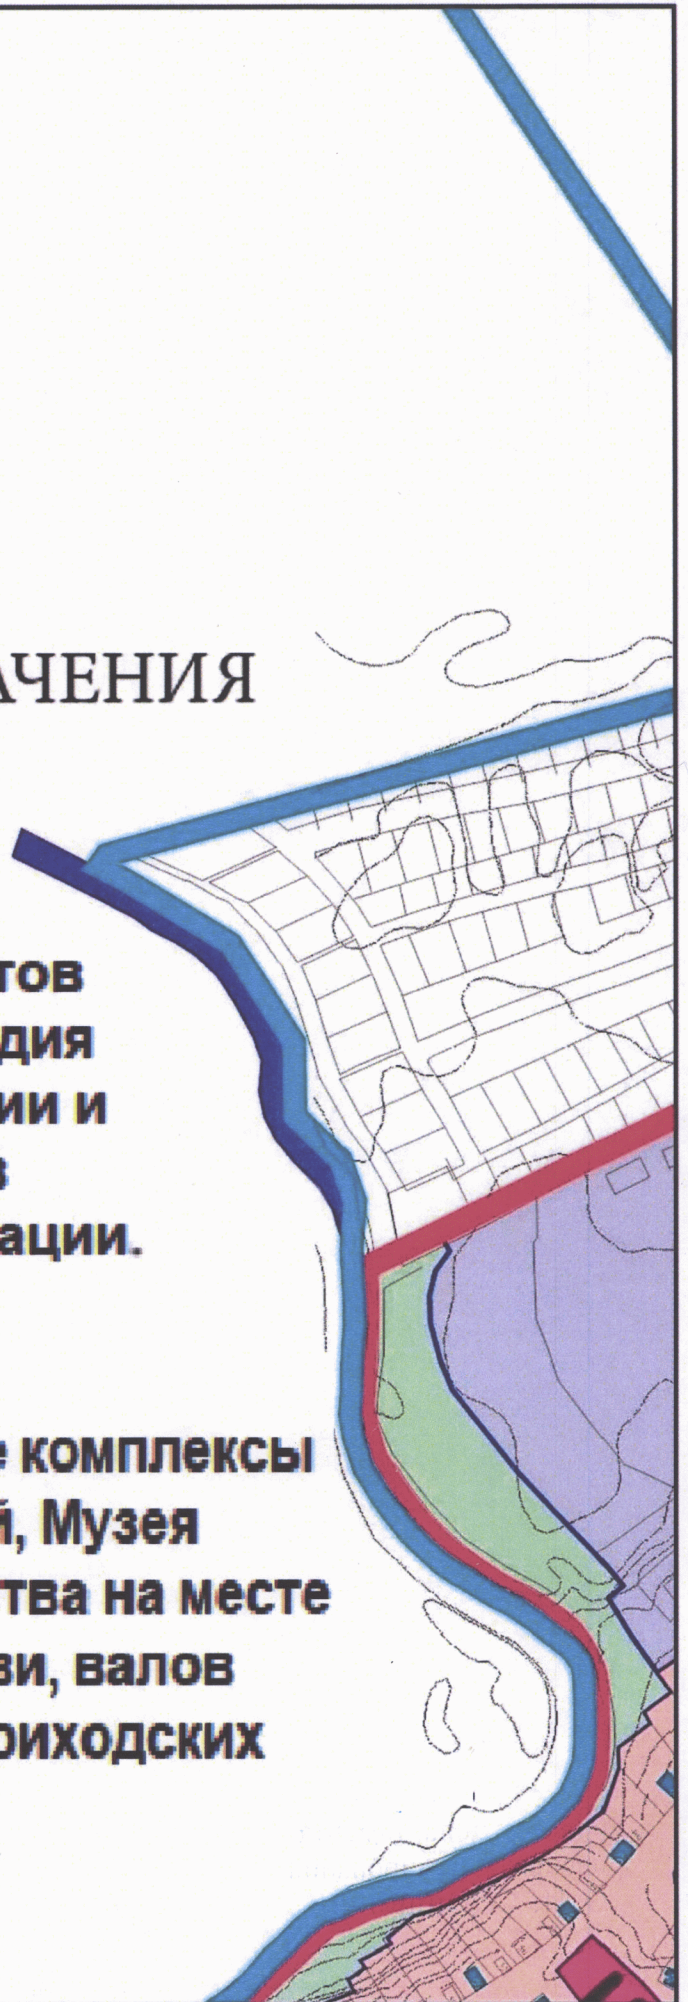 АЧЕНИЯ
тов
дия
ии и
в
ации.
е комплексы
й, Музея
тва на месте
ви, валов
риходских